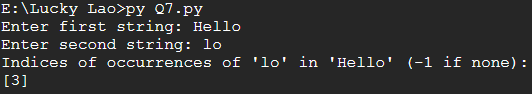 E:\Lucky Lao>py Q7.py
Enter first string: Hello
Enter second string: lo
Indices of occurrences of 'lo' in 'Hello' (-1 if none):
[3]